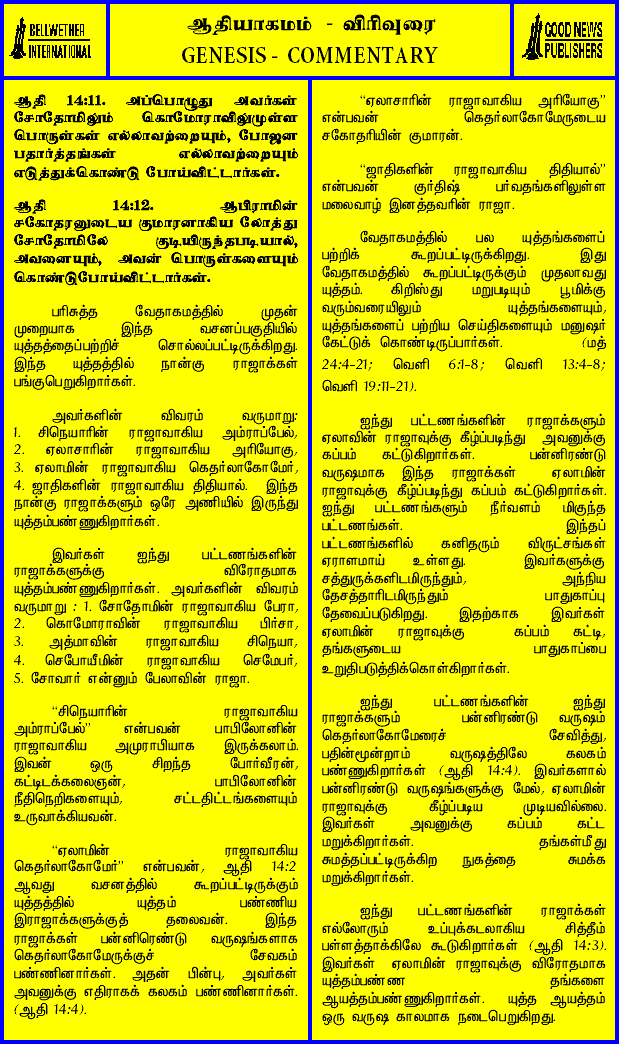 BELLWETHER
INTERNATIONAL
ஆதியாகமம் - விரிவுரை
GENESIS - COMMENTARY
GOOD NEWS
PUBLISHERS
ஆதி 14:11. அப்பொழுது அவர்கள்
சோதோமிலும் கொமோராவிலுமுள்ள
பொருள்கள் எல்லாவற்றையும், போஜன
பதார்த்தங்கள் எல்லாவற்றையும்
எடுத்துக்கொண்டு போய்விட்டார்கள்.
ஆதி 14:12. ஆபிராமின்
சகோதரனுடைய குமாரனாகிய லோத்து
சோதோமிலே குடியிருந்தபடியால்,
அவனையும், அவன் பொருள்களையும்
கொண்டுபோய்விட்டார்கள்.
பரிசுத்த வேதாகமத்தில் முதன்
முறையாக இந்த வசனப்பகுதியில்
யுத்தத்தைப்பற்றிச் சொல்லப்பட்டிருக்கிறது.
இந்த யுத்தத்தில் நான்கு ராஜாக்கள்
பங்குபெறுகிறார்கள்.
அவர்களின் விவரம் வருமாறு:
1. சிநெயாரின் ராஜாவாகிய அம்ராப்பேல்,
2. ஏலாசாரின் ராஜாவாகிய அரியோகு,
3. ஏலாமின் ராஜாவாகிய கெதர்லாகோமேர்,
4. ஜாதிகளின் ராஜாவாகிய திதியால். இந்த
நான்கு ராஜாக்களும் ஒரே அணியில் இருந்து
யுத்தம்பண்ணுகிறார்கள்.
இவர்கள் ஐந்து பட்டணங்களின்
ராஜாக்களுக்கு விரோதமாக
யுத்தம்பண்ணுகிறார்கள். அவர்களின் விவரம்
வருமாறு : 1. சோதோமின் ராஜாவாகிய பேரா,
2. கொமோராவின் ராஜாவாகிய பிர்சா,
3. அத்மாவின் ராஜாவாகிய சிநெயா,
4. செபோயீமின் ராஜாவாகிய செமேபர்,
5. சோவார் என்னும் பேலாவின் ராஜா.
“சிநெயாரின் ராஜாவாகிய
அம்ராப்பேல்” என்பவன் பாபிலோனின்
ராஜாவாகிய அமுராபியாக இருக்கலாம்.
இவன் ஒரு சிறந்த போர்வீரன்,
கட்டிடக்கலைஞன், பாபிலோனின்
நீதிநெறிகளையும், சட்டதிட்டங்களையும்
உருவாக்கியவன்.
“ஏலாமின் ராஜாவாகிய
கெதர்லாகோமேர்” என்பவன், ஆதி 14:2
ஆவது வசனத்தில் கூறப்பட்டிருக்கும்
யுத்தத்தில் யுத்தம் பண்ணிய
இராஜாக்களுக்குத் தலைவன். இந்த
ராஜாக்கள் பன்னிரெண்டு வருஷங்களாக
கெதர்லாகோமேருக்குச் சேவகம்
பண்ணினார்கள். அதன் பின்பு, அவர்கள்
அவனுக்கு எதிராகக் கலகம் பண்ணினார்கள்.
(ஆதி 14:4).
“ஏலாசாரின் ராஜாவாகிய அரியோகு”
என்பவன் கெதர்லாகோமேருடைய
சகோதரியின் குமாரன்.
“ஜாதிகளின் ராஜாவாகிய திதியால்”
என்பவன் குர்திஷ் பர்வதங்களிலுள்ள
மலைவாழ் இனத்தவரின் ராஜா.
வேதாகமத்தில் பல யுத்தங்களைப்
பற்றிக் கூறப்பட்டிருக்கிறது. இது
வேதாகமத்தில் கூறப்பட்டிருக்கும் முதலாவது
யுத்தம். கிறிஸ்து மறுபடியும் பூமிக்கு
வரும்வரையிலும் யுத்தங்களையும்,
யுத்தங்களைப் பற்றிய செய்திகளையும் மனுஷர்
கேட்டுக் கொண்டிருப்பார்கள். (மத்
24:4-21; வெளி 6:1-8; வெளி 13:4-8;
வெளி 19:11-21).
ஐந்து பட்டணங்களின் ராஜாக்களும்
ஏலாவின் ராஜாவுக்கு கீழ்ப்படிந்து அவனுக்கு
கப்பம் கட்டுகிறார்கள். பன்னிரண்டு
வருஷமாக இந்த ராஜாக்கள் ஏலாமின்
ராஜாவுக்கு கீழ்ப்படிந்து கப்பம் கட்டுகிறார்கள்.
ஐந்து பட்டணங்களும் நீர்வளம் மிகுந்த
பட்டணங்கள். இந்தப்
பட்டணங்களில் கனிதரும் விருட்சங்கள்
ஏராளமாய் உள்ளது. இவர்களுக்கு
சத்துருக்களிடமிருந்தும், அந்நிய
தேசத்தாரிடமிருந்தும் பாதுகாப்பு
தேவைப்படுகிறது. இதற்காக இவர்கள்
ஏலாமின் ராஜாவுக்கு கப்பம் கட்டி,
தங்களுடைய பாதுகாப்பை
உறுதிபடுத்திக்கொள்கிறார்கள்.
ஐந்து பட்டணங்களின் ஐந்து
ராஜாக்களும் பன்னிரண்டு வருஷம்
கெதர்லாகோமேரைச் சேவித்து,
பதின்மூன்றாம் வருஷத்திலே கலகம்
பண்ணுகிறார்கள் (ஆதி 14:4). இவர்களால்
பன்னிரண்டு வருஷங்களுக்கு மேல், ஏலாமின்
ராஜாவுக்கு கீழ்ப்படிய முடியவில்லை.
இவர்கள் அவனுக்கு கப்பம் கட்ட
மறுக்கிறார்கள். தங்கள்மீது
சுமத்தப்பட்டிருக்கிற நுகத்தை சுமக்க
மறுக்கிறார்கள்.
ஐந்து பட்டணங்களின் ராஜாக்கள்
எல்லோரும் உப்புக்கடலாகிய சித்தீம்
பள்ளத்தாக்கிலே கூடுகிறார்கள் (ஆதி 14:3).
இவர்கள் ஏலாமின் ராஜாவுக்கு விரோதமாக
யுத்தம்பண்ண தங்களை
ஆயத்தம்பண்ணுகிறார்கள். யுத்த ஆயத்தம்
ஒரு வருஷ காலமாக நடைபெறுகிறது.